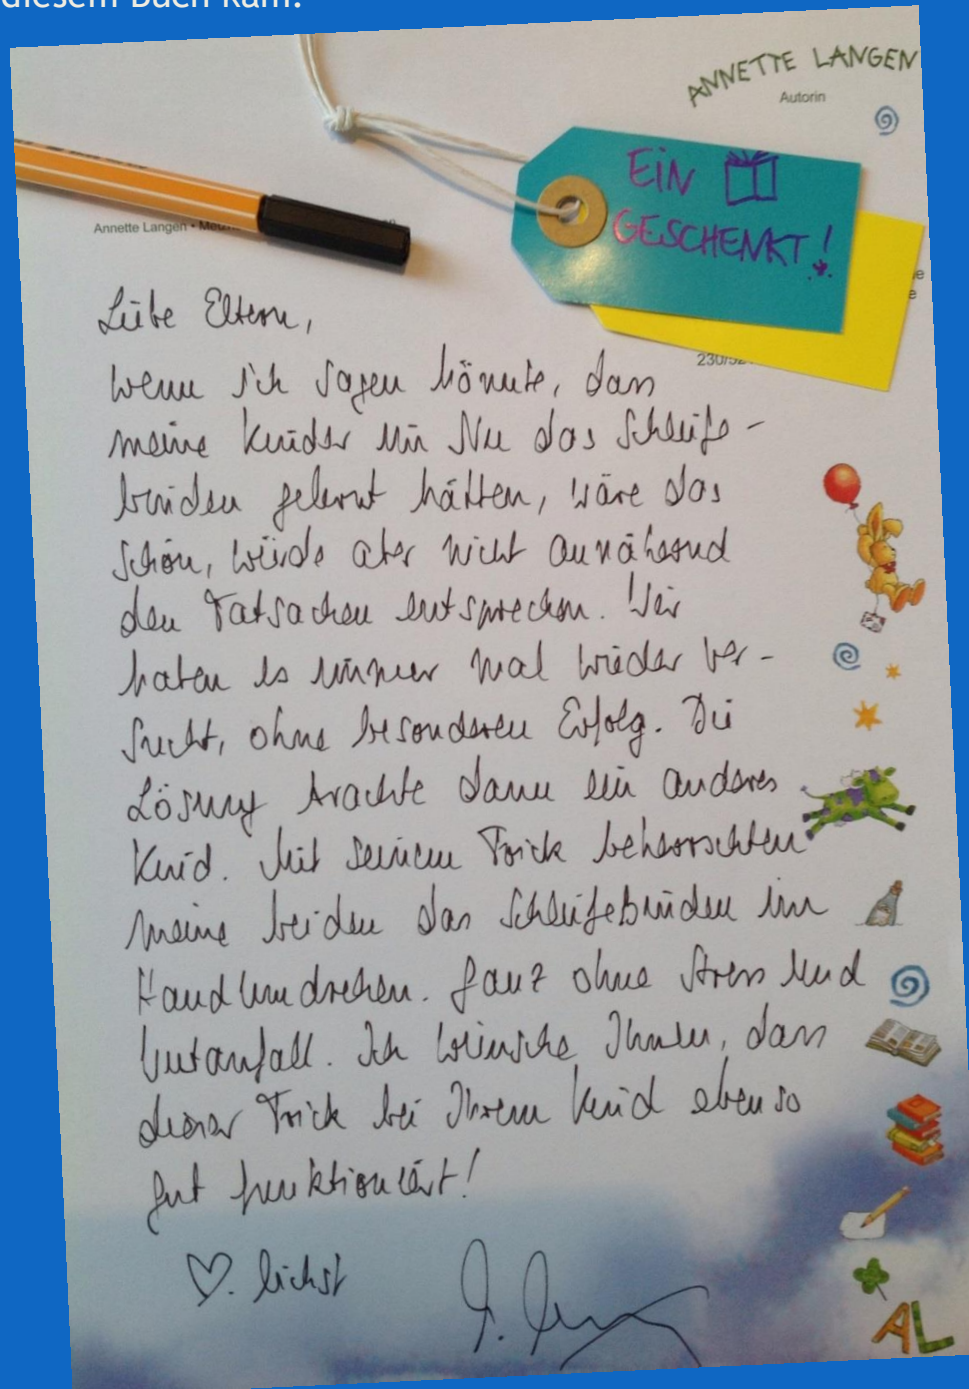 diesem Buch kam:
ANNETTE LANGEN
Autorin
EIN
GESCHENKT!
Annette Langen •
230/
Liebe Eltern,
wenn ich sagen könnte, dass
meine Kinder im Nu das Schleife-
binden gelernt hätten, wäre das
schön, würde aber nicht annähernd
den Tatsachen entsprechen. Wir
haben es immer mal wieder ver-
sucht, ohne besonderen Erfolg. Die
Lösung brachte dann ein anderes
Kind. Mit seinem Trick beherrschten
meine beiden das Schleifebinden im
Handumdrehen. Ganz ohne Stress und
Wutanfall. Ich wünsche Ihnen, dass
dieser Trick bei Ihrem Kind ebenso
gut funktioniert!
♡. lichst
AL